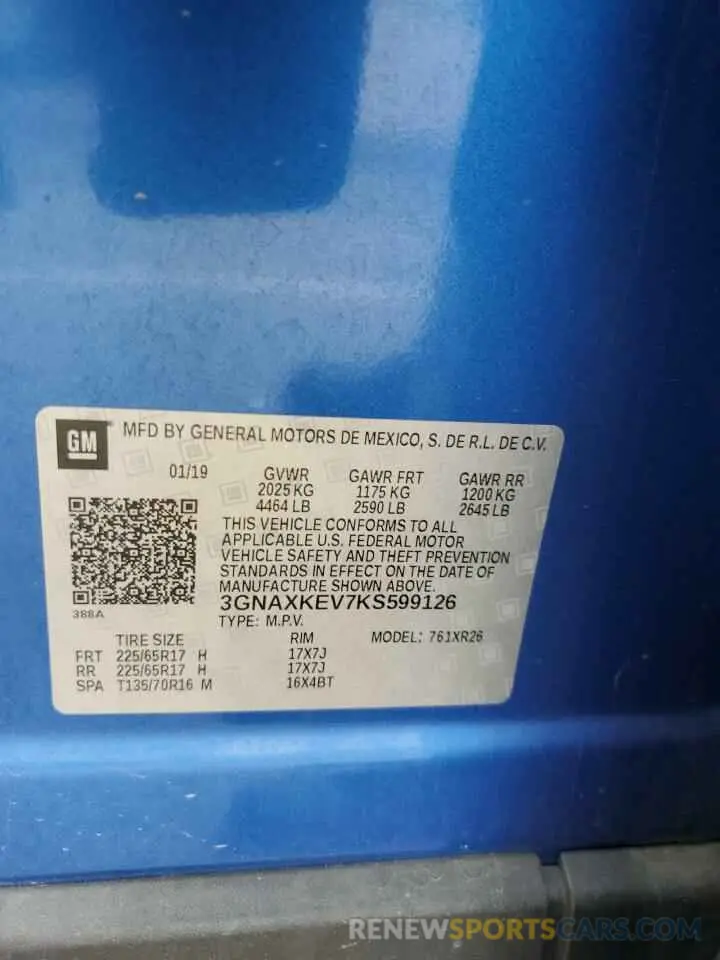 GM MFD BY GENERAL MOTORS DE MEXICO, S. DE R.L. DE C.V.
01/19 GVWR GAWR FRT GAWR RR
2025 KG 1175 KG 1200 KG
4464 LB 2590 LB 2645 LB
THIS VEHICLE CONFORMS TO ALL
APPLICABLE U.S. FEDERAL MOTOR
VEHICLE SAFETY AND THEFT PREVENTION
STANDARDS IN EFFECT ON THE DATE OF
MANUFACTURE SHOWN ABOVE.
3GNAXKEV7KS599126
388A
TYPE: M.P.V.
TIRE SIZE RIM MODEL: 761XR26
FRT 225/65R17 H 17X7J
RR 225/65R17 H 17X7J
SPA T135/70R16 M 16X4BT
RENEWSPORTSCARS.COM